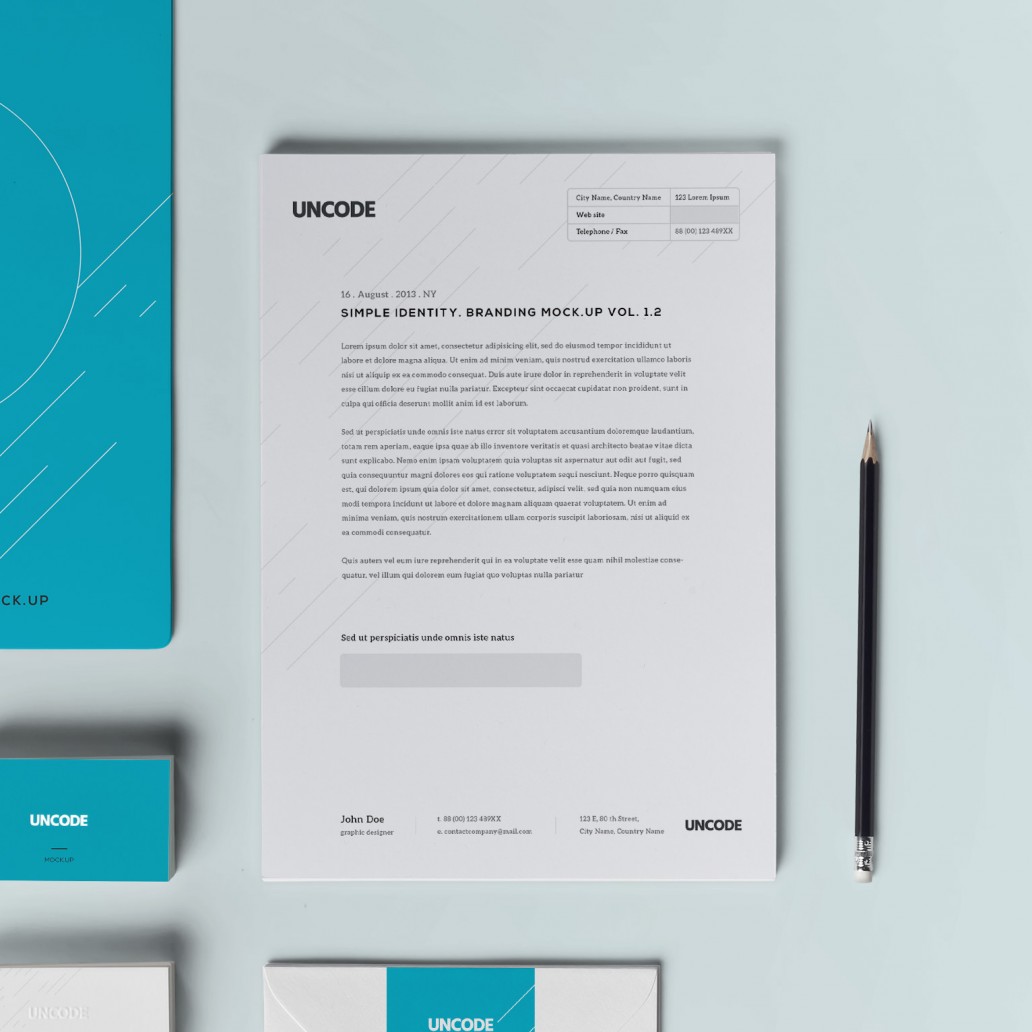 UNCODE
City Name, Country Name 123 Lorem Ipsum
Web site
Telephone / Fax 88 (00) 123 489XX
16 . August . 2013 . NY
SIMPLE IDENTITY. BRANDING MOCK.UP VOL. 1.2
Lorem ipsum dolor sit amet, consectetur adipisicing elit, sed do eiusmod tempor incididunt ut
labore et dolore magna aliqua. Ut enim ad minim veniam, quis nostrud exercitation ullamco laboris
nisi ut aliquip ex ea commodo consequat. Duis aute irure dolor in reprehenderit in voluptate velit
esse cillum dolore eu fugiat nulla pariatur. Excepteur sint occaecat cupidatat non proident, sunt in
culpa qui officia deserunt mollit anim id est laborum.
Sed ut perspiciatis unde omnis iste natus error sit voluptatem accusantium doloremque laudantium,
totam rem aperiam, eaque ipsa quae ab illo inventore veritatis et quasi architecto beatae vitae dicta
sunt explicabo. Nemo enim ipsam voluptatem quia voluptas sit aspernatur aut odit aut fugit, sed
quia consequuntur magni dolores eos qui ratione voluptatem sequi nesciunt. Neque porro quisquam
est, qui dolorem ipsum quia dolor sit amet, consectetur, adipisci velit, sed quia non numquam eius
modi tempora incidunt ut labore et dolore magnam aliquam quaerat voluptatem. Ut enim ad
minima veniam, quis nostrum exercitationem ullam corporis suscipit laboriosam, nisi ut aliquid ex
ea commodi consequatur.
Quis autem vel eum iure reprehenderit qui in ea voluptate velit esse quam nihil molestiae conse-
quatur, vel illum qui dolorem eum fugiat quo voluptas nulla pariatur
CK.UP
Sed ut perspiciatis unde omnis iste natus
UNCODE
MOCK.UP
John Doe
graphic designer
t. 88 (00) 123 489XX
e. contactcompany@mail.com
123 E, 80 th Street,
City Name, Country Name
UNCODE
UNCODE
UNCODE